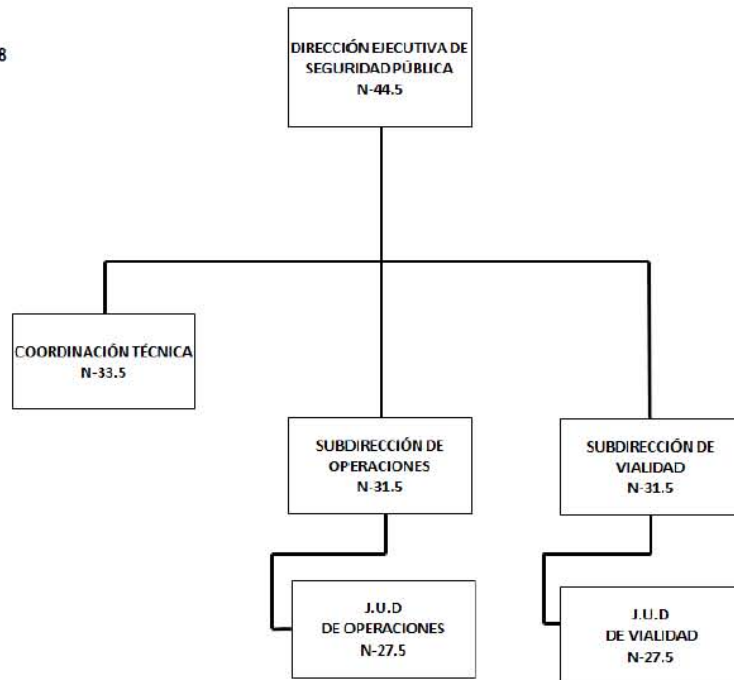 8
DIRECCIÓN EJECUTIVA DE
SEGURIDAD PÚBLICA
N-44.5
COORDINACIÓN TÉCNICA
N-33.5
SUBDIRECCIÓN DE
OPERACIONES
N-31.5
SUBDIRECCIÓN DE
VIALIDAD
N-31.5
J.U.D
DE OPERACIONES
N-27.5
J.U.D
DE VIALIDAD
N-27.5